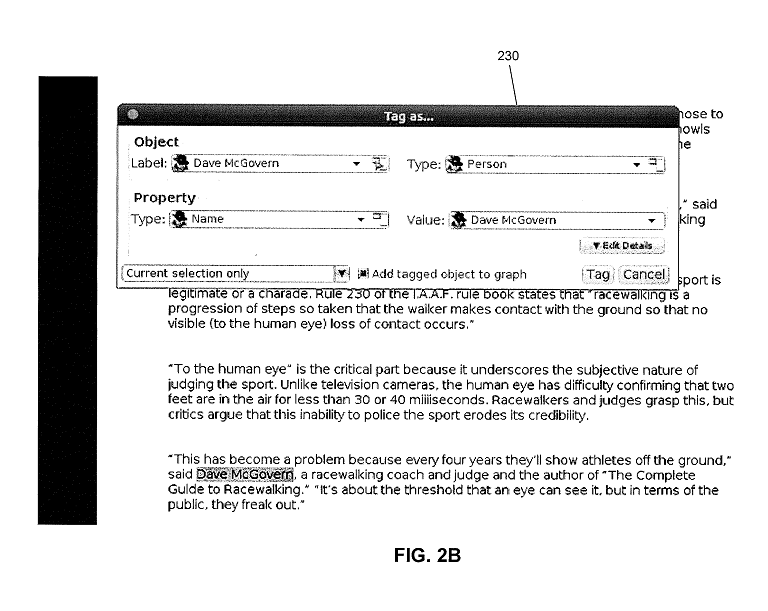 230
Tag as...
nose to
Object
nowls
Label: Dave McGovern Type: Person
ne
Property
," said
Type: Name Value: Dave McGovern
king
▼ Edit Details
Current selection only Add tagged object to graph Tag Cancel
sport is
legitimate or a charade. Rule 230 of the I.A.A.F. rule book states that "racewalking is a
progression of steps so taken that the walker makes contact with the ground so that no
visible (to the human eye) loss of contact occurs."
"To the human eye" is the critical part because it underscores the subjective nature of
judging the sport. Unlike television cameras, the human eye has difficulty confirming that two
feet are in the air for less than 30 or 40 milliseconds. Racewalkers and judges grasp this, but
critics argue that this inability to police the sport erodes its credibility.
"This has become a problem because every four years they'll show athletes off the ground,"
said Dave McGovern, a racewalking coach and judge and the author of "The Complete
Guide to Racewalking." "It's about the threshold that an eye can see it, but in terms of the
public, they freak out."
FIG. 2B